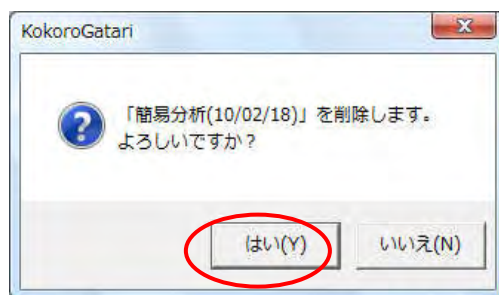 KokoroGatari
「簡易分析(10/02/18)」を削除します。
よろしいですか？
はい(Y)
いいえ(N)